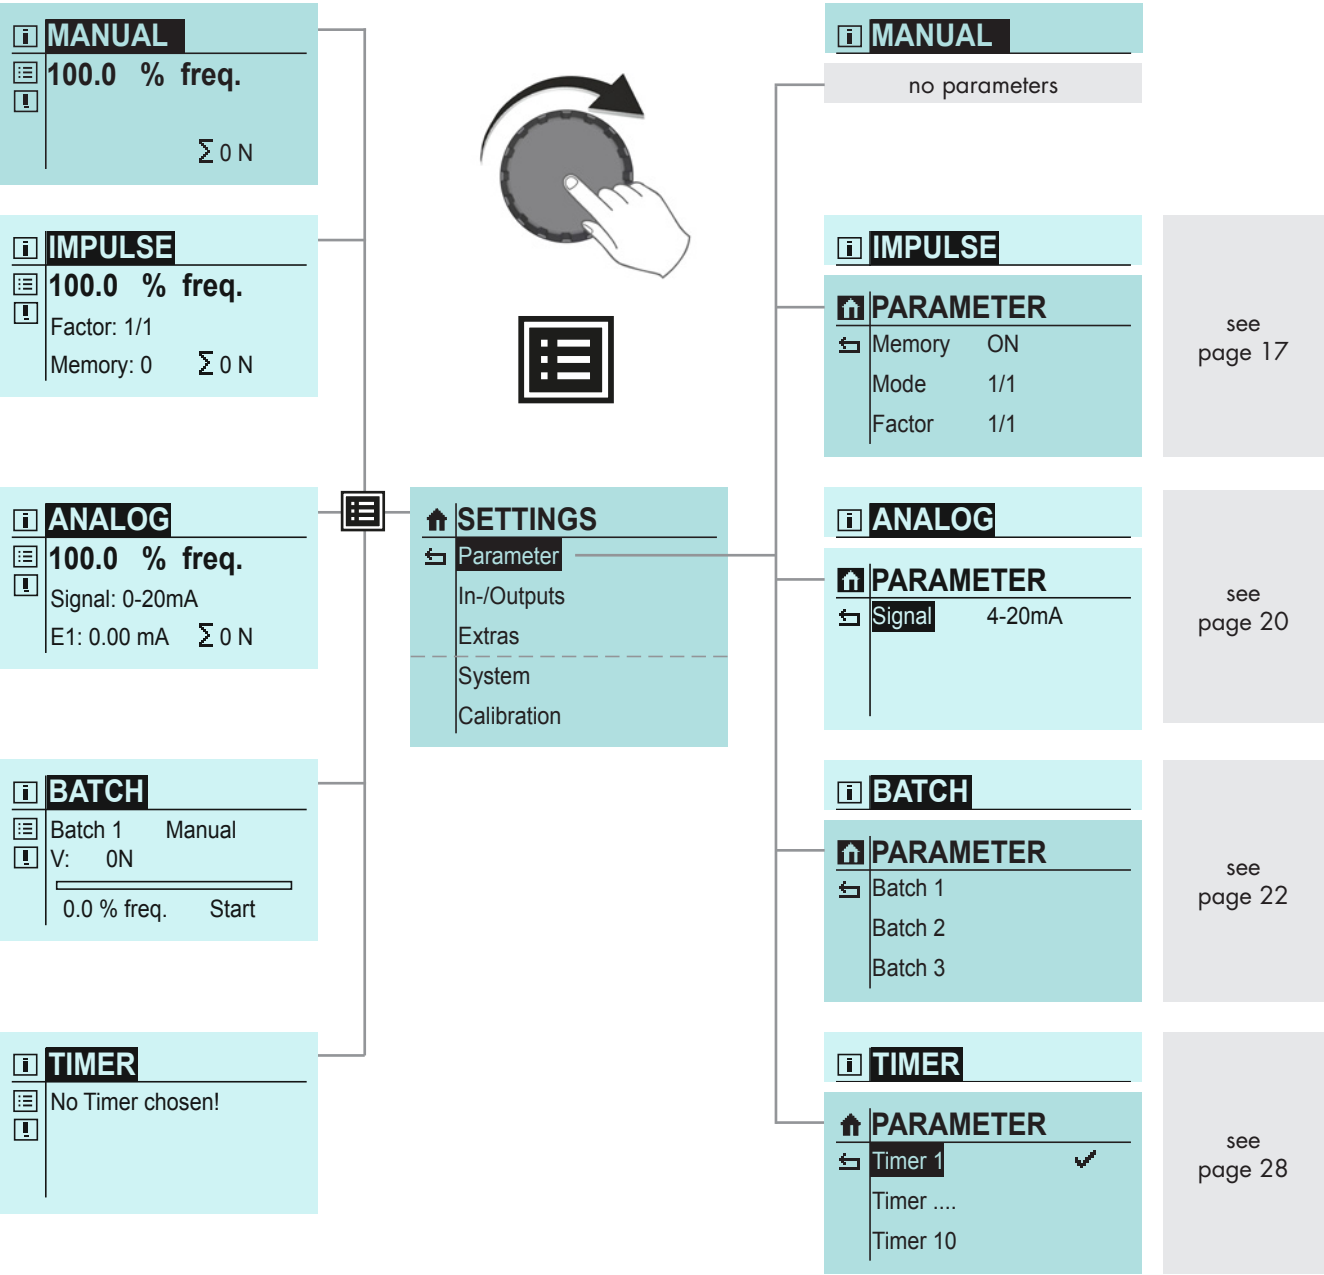 MANUAL
100.0 % freq.
Σ 0 N
IMPULSE
100.0 % freq.
Factor: 1/1
Memory: 0 Σ 0 N
ANALOG
100.0 % freq.
Signal: 0-20mA
E1: 0.00 mA Σ 0 N
BATCH
Batch 1 Manual
V: 0N
0.0 % freq. Start
TIMER
No Timer chosen!
SETTINGS
Parameter
In-/Outputs
Extras
System
Calibration
MANUAL
no parameters
IMPULSE
PARAMETER
Memory ON
Mode 1/1
Factor 1/1
see
page 17
ANALOG
PARAMETER
Signal 4-20mA
see
page 20
BATCH
PARAMETER
Batch 1
Batch 2
Batch 3
see
page 22
TIMER
PARAMETER
Timer 1
Timer ....
Timer 10
see
page 28